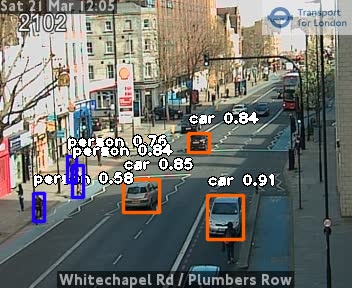 Sat 21 Mar 12:05
2102
Transport
for London
car 0.84
person 0.76
person 0.84
car 0.85
person 0.58
car 0.91
Whitechapel Rd / Plumbers Row